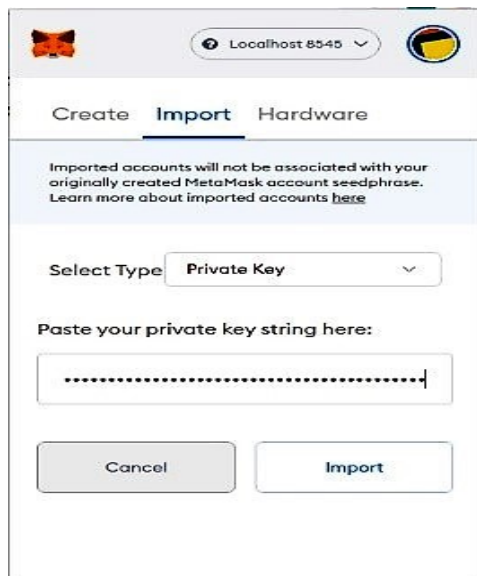 Localhost 8545
Create Import Hardware
Imported accounts will not be associated with your
originally created MetaMask account seedphrase.
Learn more about imported accounts here
Select Type Private Key
Paste your private key string here:
Cancel Import